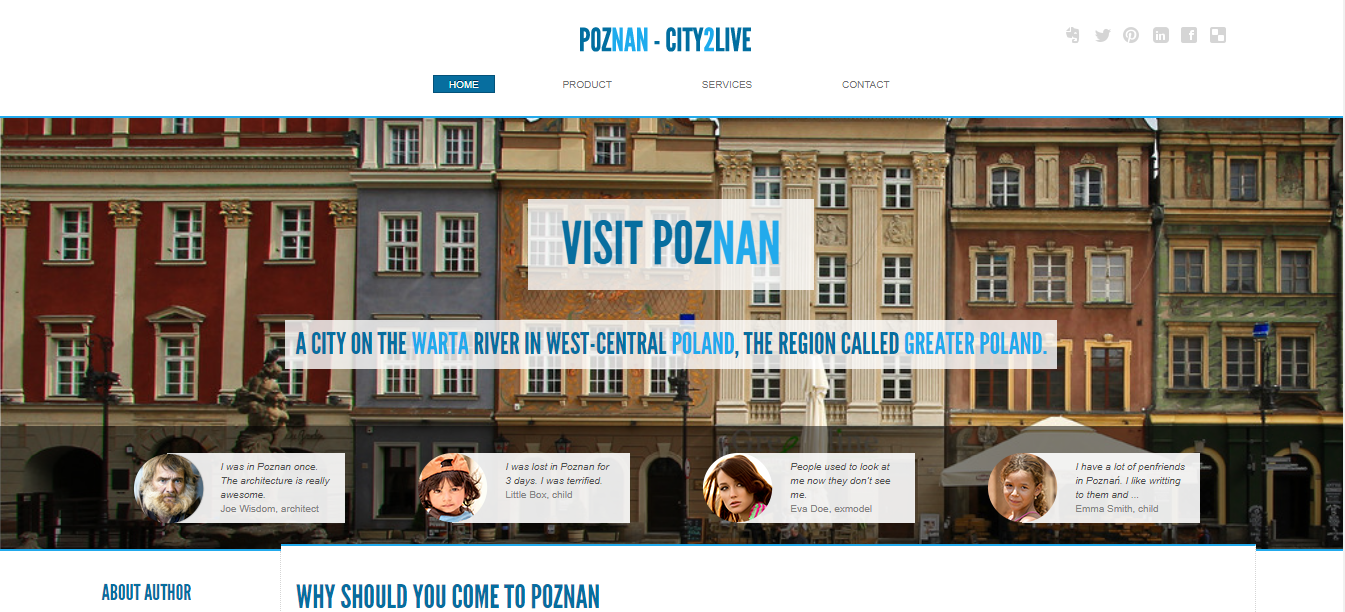 POZNAN - CITY2LIVE
HOME
PRODUCT
SERVICES
CONTACT
VISIT POZNAN
A CITY ON THE WARTA RIVER IN WEST-CENTRAL POLAND, THE REGION CALLED GREATER POLAND.
I was in Poznan once.
The architecture is really
awesome.
Joe Wisdom, architect
I was lost in Poznan for
3 days. I was terrified.
Little Box, child
People used to look at
me now they don't see
me.
Eva Doe, exmodel
I have a lot of penfriends
in Poznań. I like writting
to them and ...
Emma Smith, child
ABOUT AUTHOR
WHY SHOULD YOU COME TO POZNAN